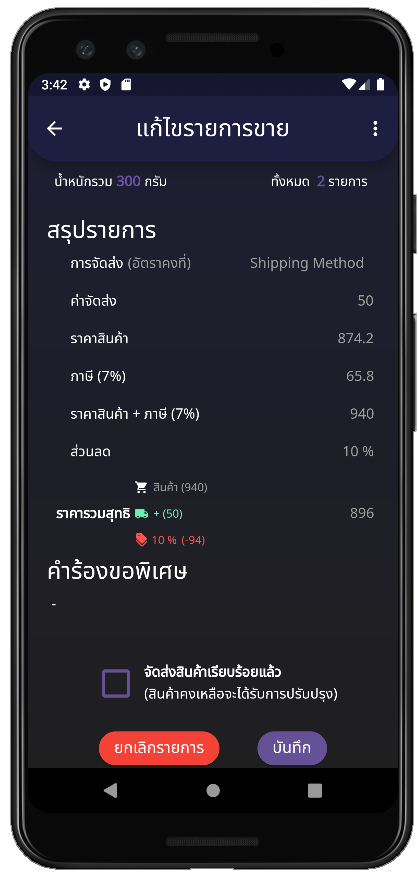 3:42
แก้ไขรายการขาย
น้ำหนักรวม 300 กรัม ทั้งหมด 2 รายการ
สรุปรายการ
การจัดส่ง (อัตราคงที่) Shipping Method
ค่าจัดส่ง 50
ราคาสินค้า 874.2
ภาษี (7%) 65.8
ราคาสินค้า + ภาษี (7%) 940
ส่วนลด 10 %
สินค้า (940)
ราคารวมสุทธิ + (50) 896
10 % (-94)
คำร้องขอพิเศษ
-
จัดส่งสินค้าเรียบร้อยแล้ว
(สินค้าคงเหลือจะได้รับการปรับปรุง)
ยกเลิกรายการ บันทึก